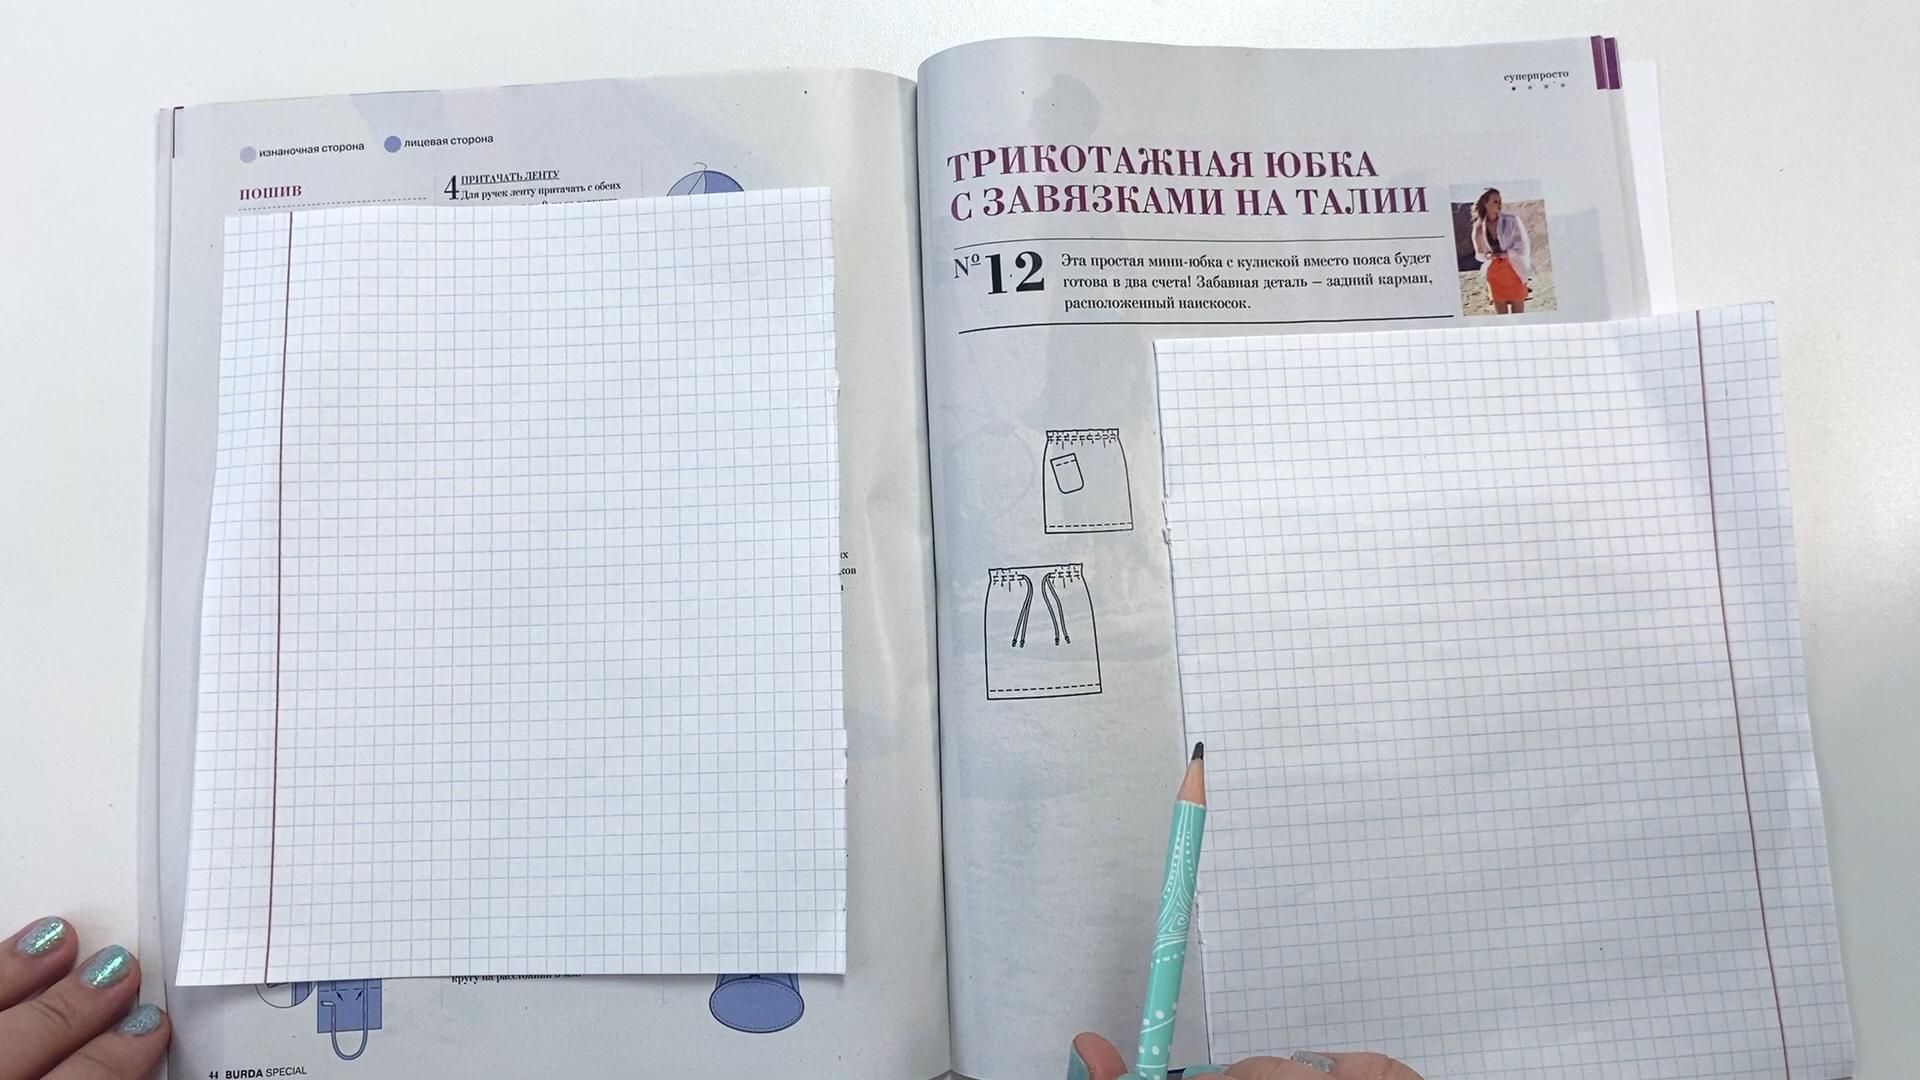 изнаночная сторона
лицевая сторона
ПОШИВ
4 ПРИТАЧАТЬ ЛЕНТУ
Для ручек ленту притачать с обеих
44 BURDA SPECIAL
суперпросто
ТРИКОТАЖНАЯ ЮБКА
С ЗАВЯЗКАМИ НА ТАЛИИ
№12
Эта простая мини-юбка с кулиской вместо пояса будет
готова в два счета! Забавная деталь – задний карман,
расположенный наискосок.